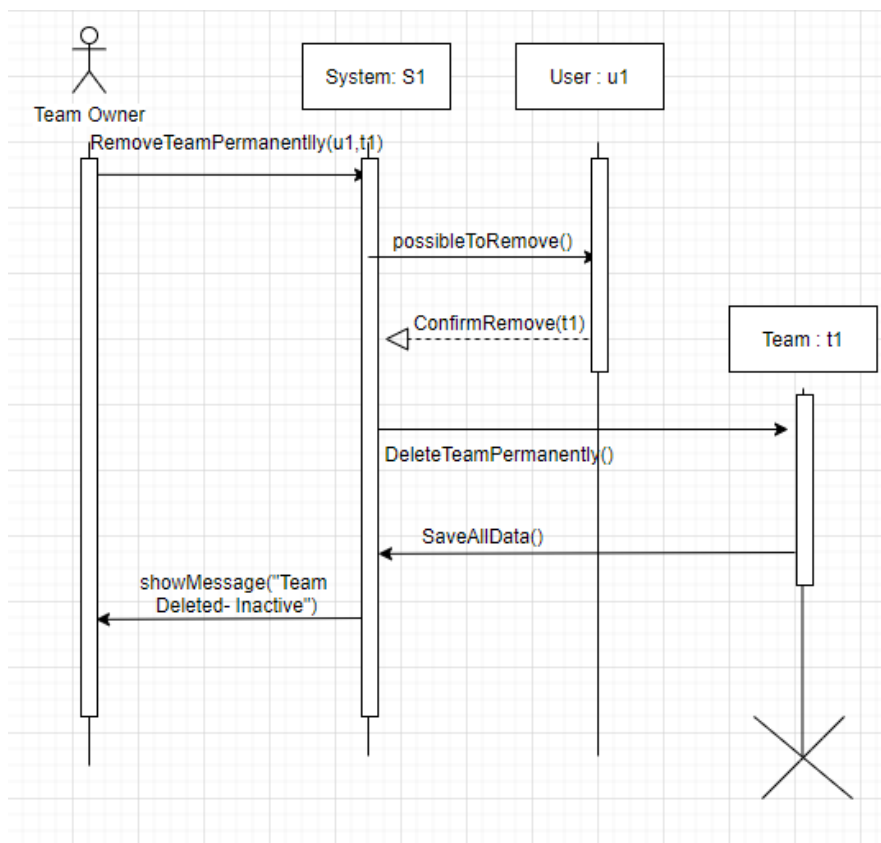 System: S1
User : u1
Team Owner
RemoveTeamPermanentlly(u1,t1)
possibleToRemove()
ConfirmRemove(t1)
Team : t1
DeleteTeamPermanently()
SaveAllData()
showMessage("Team
Deleted- Inactive")